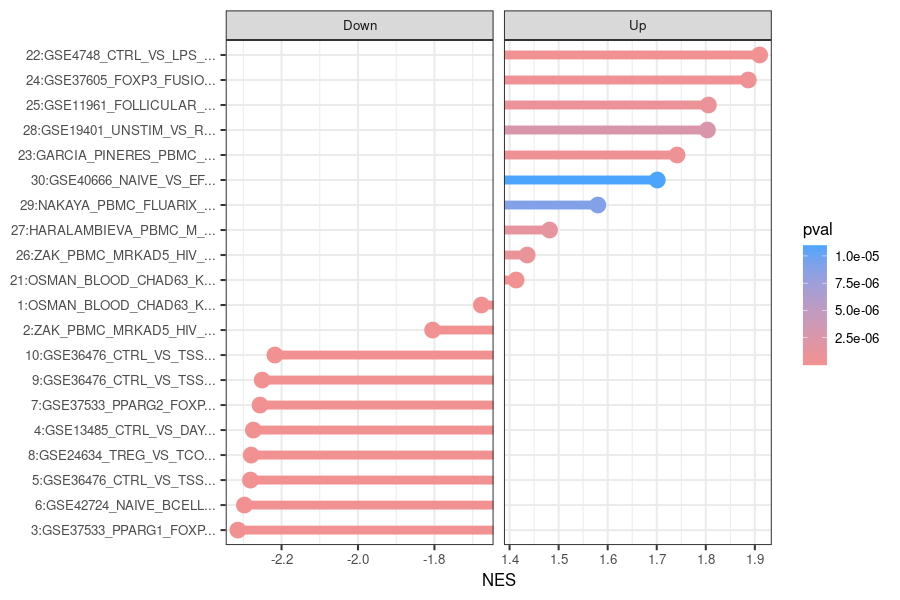 Down
Up
22:GSE4748_CTRL_VS_LPS_...
24:GSE37605_FOXP3_FUSIO...
25:GSE11961_FOLLICULAR_...
28:GSE19401_UNSTIM_VS_R...
23:GARCIA_PINERES_PBMC_...
30:GSE40666_NAIVE_VS_EF...
29:NAKAYA_PBMC_FLUARIX_...
27:HARALAMBIEVA_PBMC_M_...
26:ZAK_PBMC_MRKAD5_HIV_...
21:OSMAN_BLOOD_CHAD63_K...
1:OSMAN_BLOOD_CHAD63_K...
2:ZAK_PBMC_MRKAD5_HIV_...
10:GSE36476_CTRL_VS_TSS...
9:GSE36476_CTRL_VS_TSS...
7:GSE37533_PPARG2_FOXP...
4:GSE13485_CTRL_VS_DAY...
8:GSE24634_TREG_VS_TCO...
5:GSE36476_CTRL_VS_TSS...
6:GSE42724_NAIVE_BCELL...
3:GSE37533_PPARG1_FOXP...
-2.2
-2.0
-1.8
1.4
1.5
1.6
1.7
1.8
1.9
NES
pval
1.0e-05
7.5e-06
5.0e-06
2.5e-06